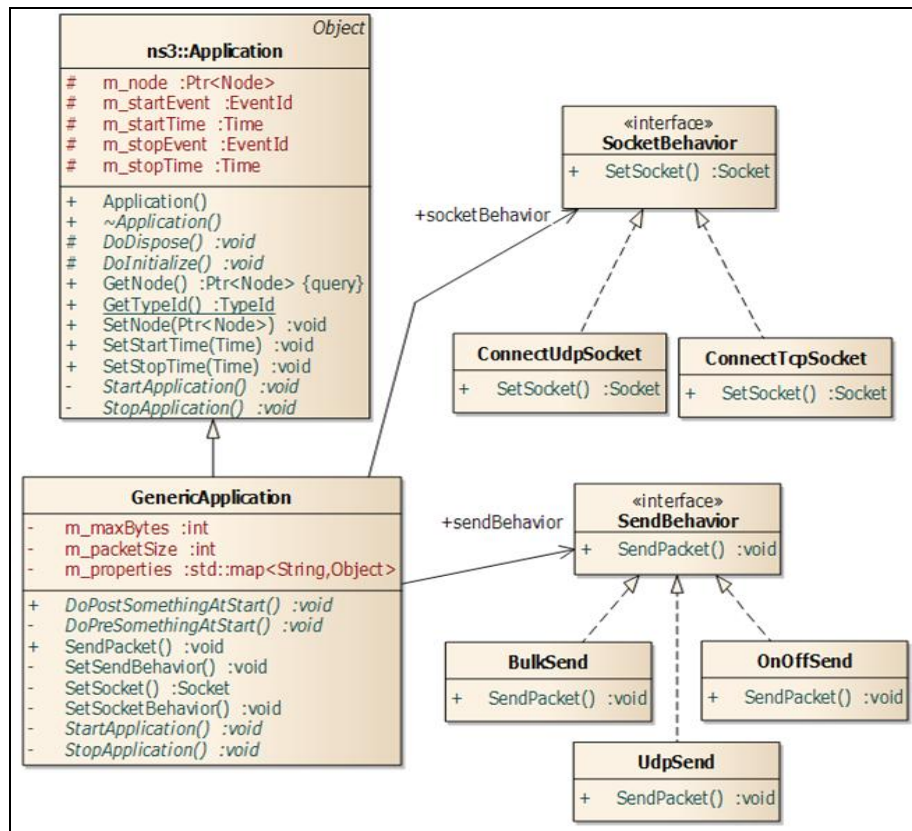 Object
ns3::Application
# m_node :Ptr<Node>
# m_startEvent :EventId
# m_startTime :Time
# m_stopEvent :EventId
# m_stopTime :Time
+ Application()
+ ~Application()
# DoDispose() :void
# DoInitialize() :void
+ GetNode() :Ptr<Node> {query}
+ GetTypeId() :TypeId
+ SetNode(Ptr<Node>) :void
+ SetStartTime(Time) :void
+ SetStopTime(Time) :void
- StartApplication() :void
- StopApplication() :void
«interface»
SocketBehavior
+ SetSocket() :Socket
+socketBehavior
ConnectUdpSocket
+ SetSocket() :Socket
ConnectTcpSocket
+ SetSocket() :Socket
GenericApplication
- m_maxBytes :int
- m_packetSize :int
- m_properties :std::map<String,Object>
+ DoPostSomethingAtStart() :void
- DoPreSomethingAtStart() :void
+ SendPacket() :void
- SetSendBehavior() :void
- SetSocket() :Socket
- SetSocketBehavior() :void
- StartApplication() :void
- StopApplication() :void
+sendBehavior
«interface»
SendBehavior
+ SendPacket() :void
BulkSend
+ SendPacket() :void
OnOffSend
+ SendPacket() :void
UdpSend
+ SendPacket() :void